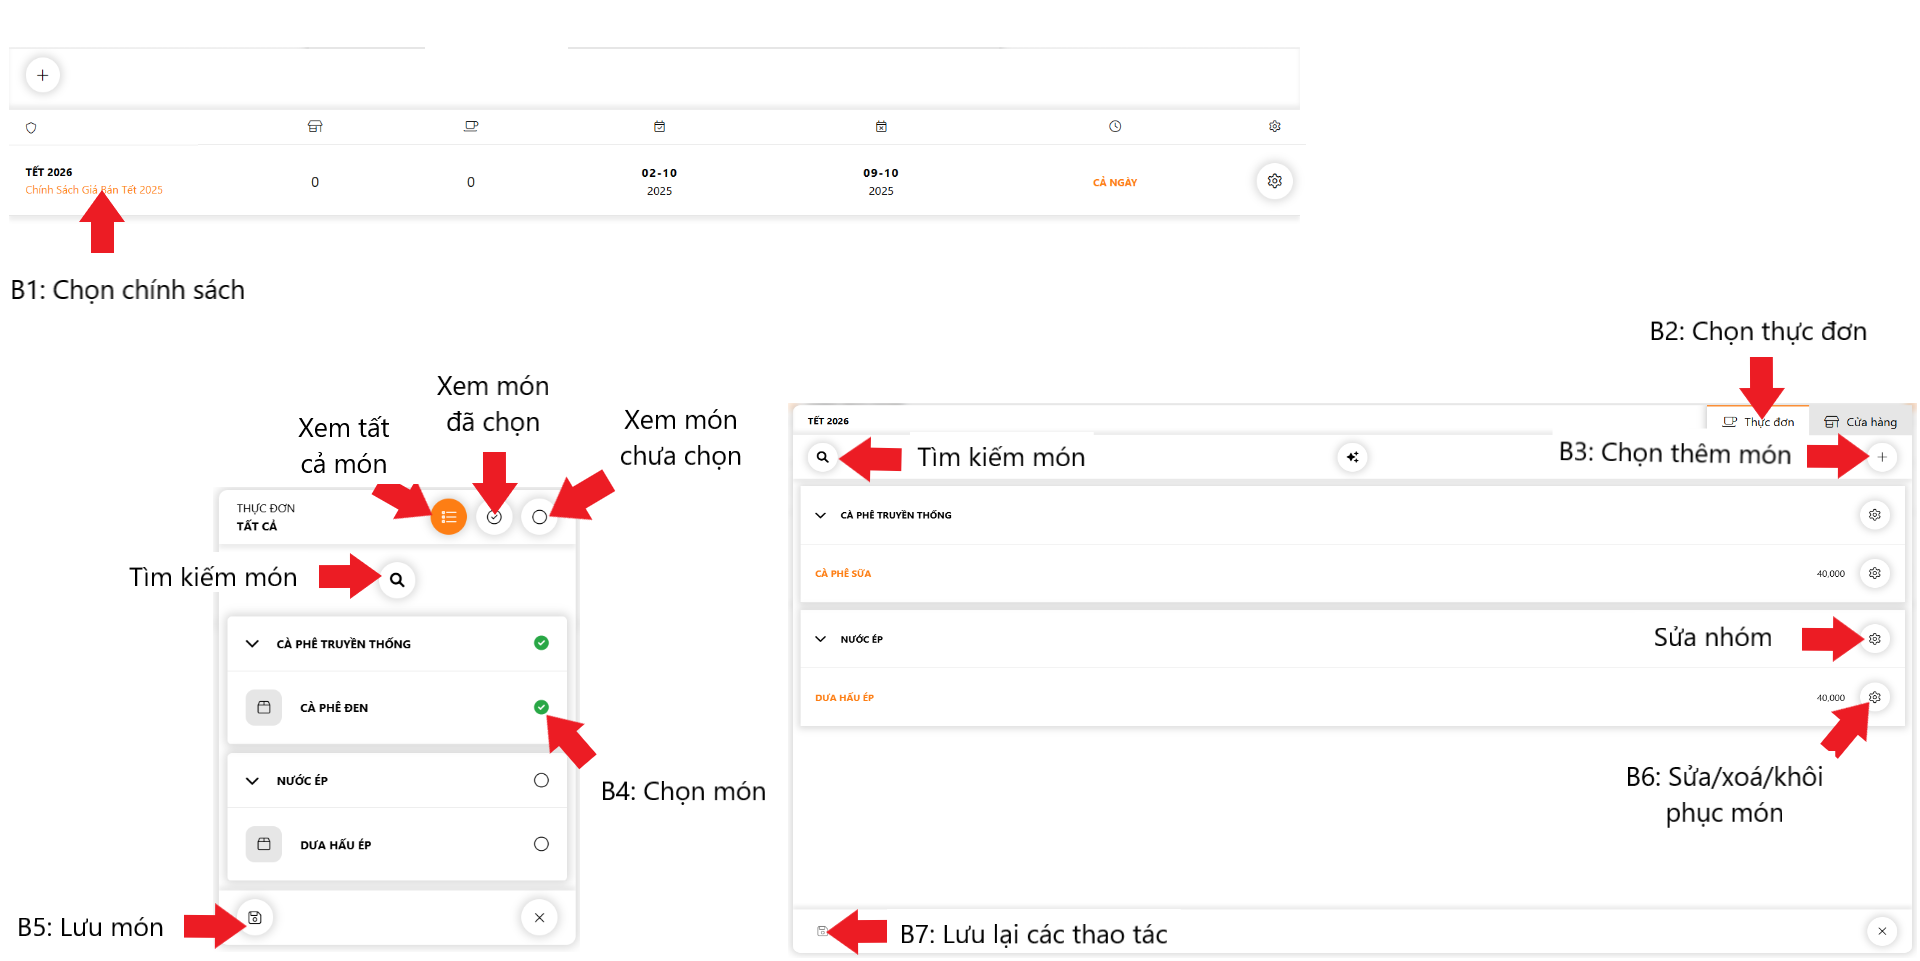 TẾT 2026
Chính Sách Giá Bán Tết 2025
0
0
02-10
2025
09-10
2025
CẢ NGÀY
B1: Chọn chính sách
B2: Chọn thực đơn
Xem tất
cả món
Xem món
đã chọn
Xem món
chưa chọn
THỰC ĐƠN
TẤT CẢ
Tìm kiếm món
CÀ PHÊ TRUYỀN THỐNG
CÀ PHÊ ĐEN
NƯỚC ÉP
DƯA HẤU ÉP
B4: Chọn món
B5: Lưu món
TẾT 2026
Thực đơn
Cửa hàng
Tìm kiếm món
B3: Chọn thêm món
CÀ PHÊ TRUYỀN THỐNG
CÀ PHÊ SỮA
40,000
NƯỚC ÉP
Sửa nhóm
DƯA HẤU ÉP
40,000
B6: Sửa/xoá/khôi
phục món
B7: Lưu lại các thao tác